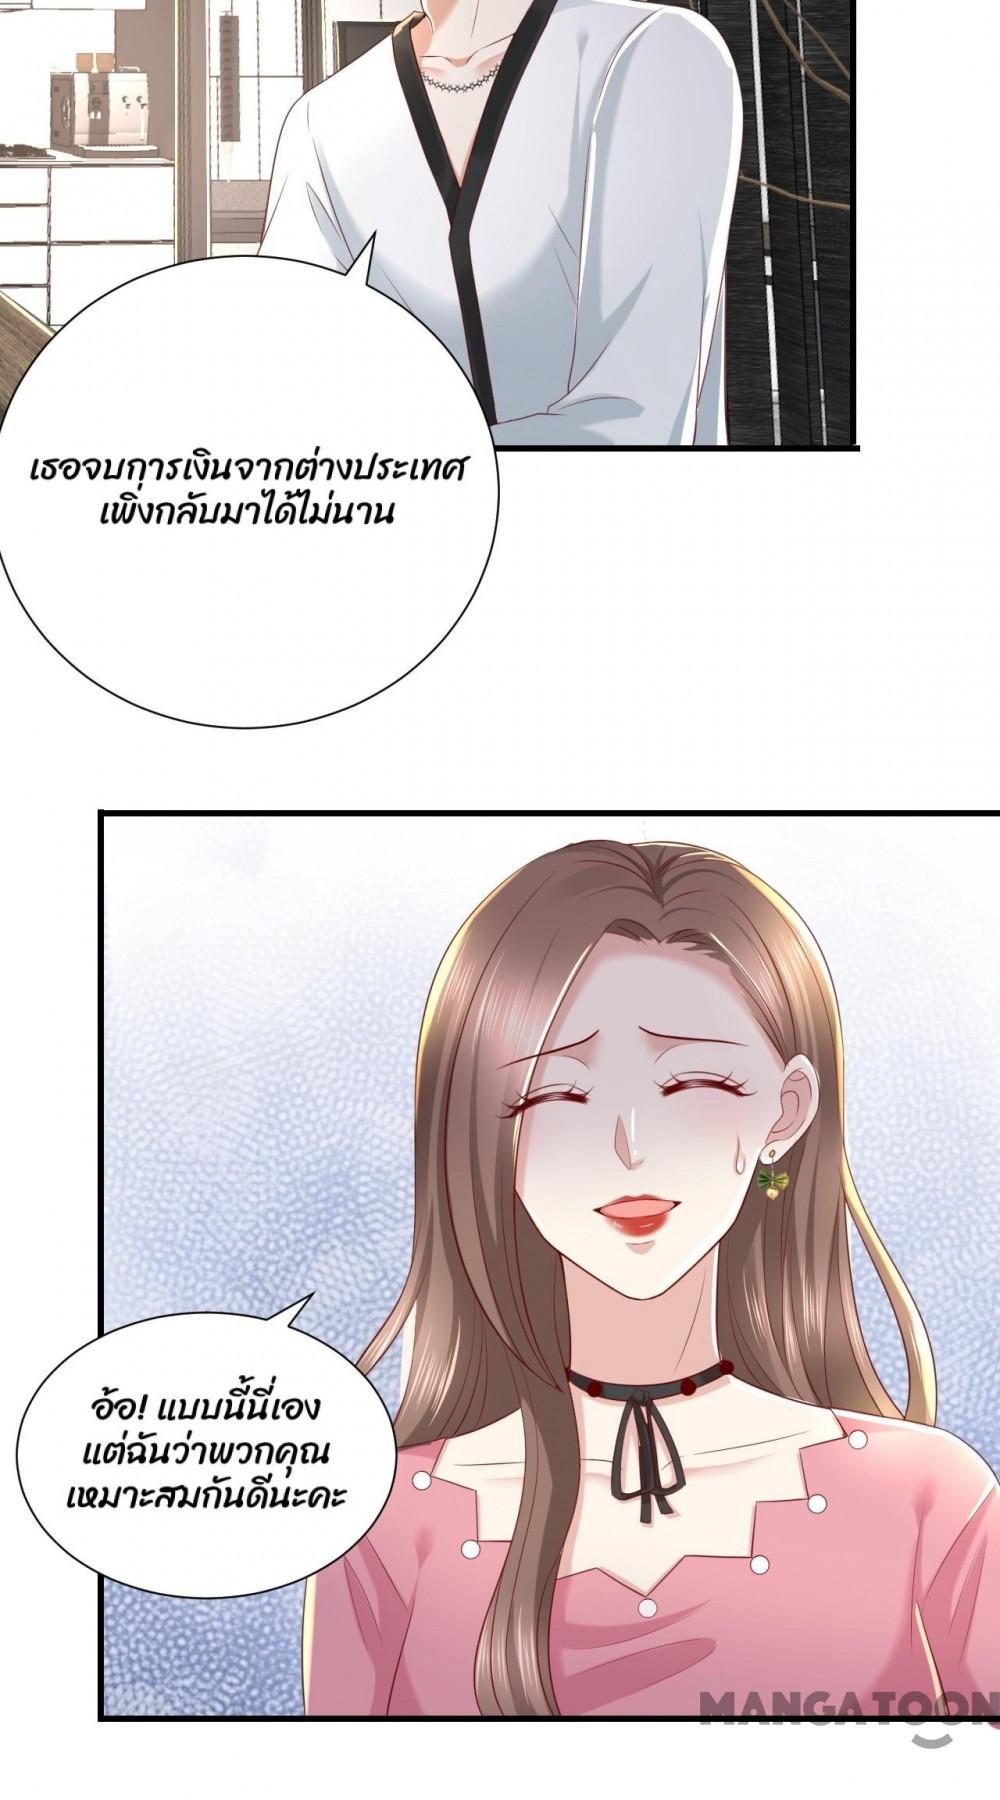 เธอจบการเงินจากต่างประเทศ
เพิ่งกลับมาได้ไม่นาน
อ้อ! แบบนี้นี่เอง
แต่ฉันว่าพวกคุณ
เหมาะสมกันดีนะคะ
MANGATOON